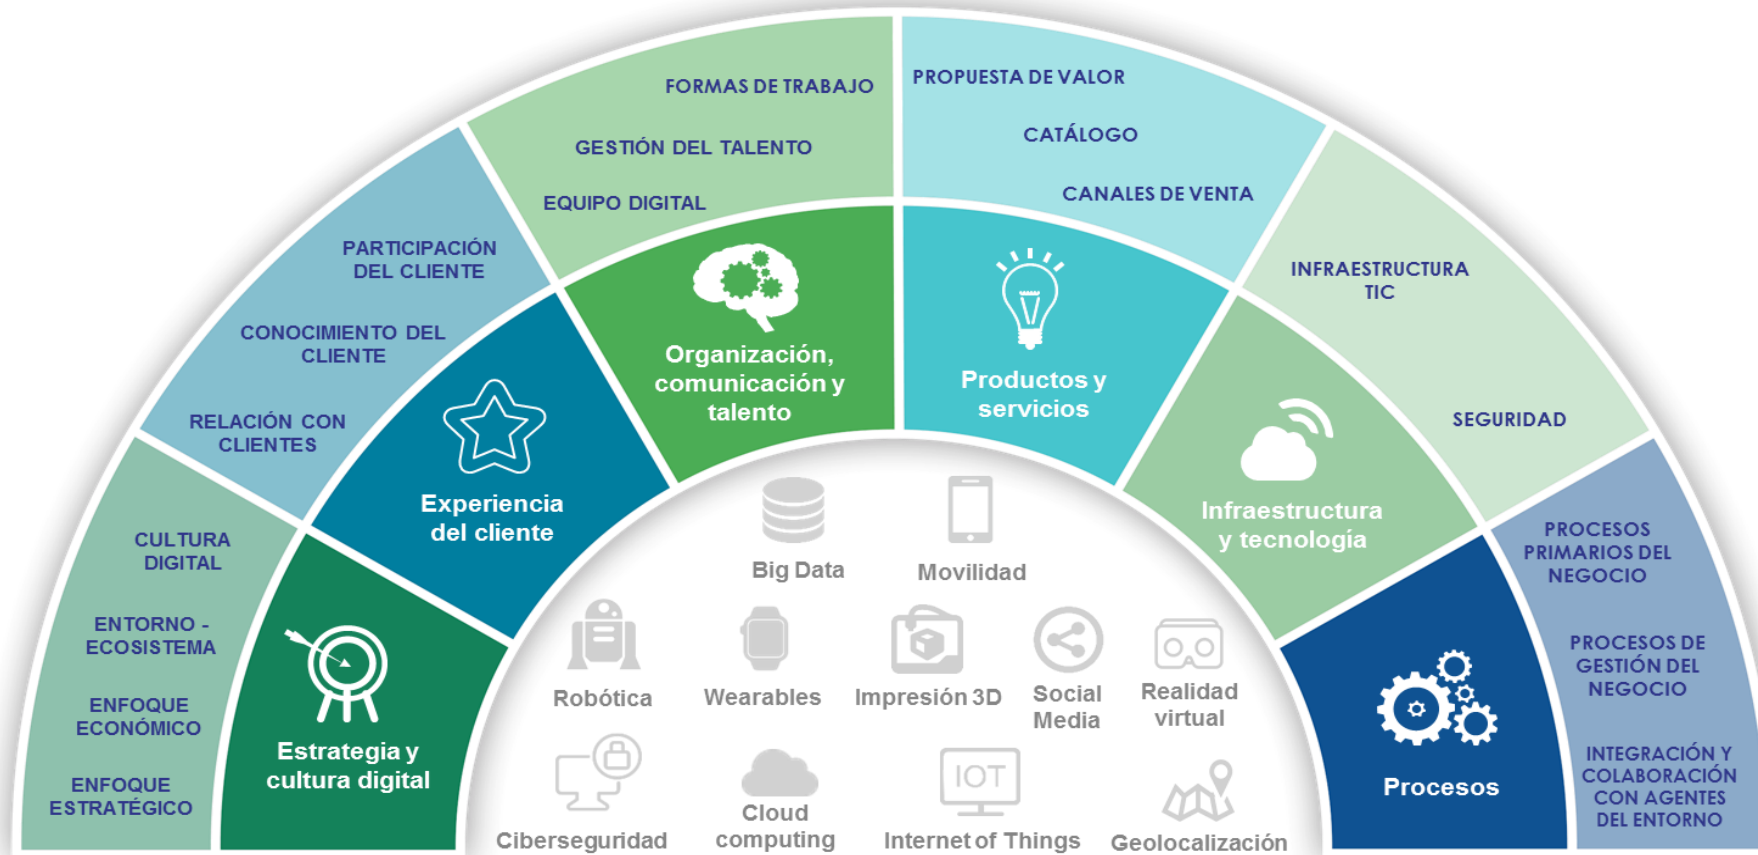 FORMAS DE TRABAJO
GESTIÓN DEL TALENTO
EQUIPO DIGITAL
PROPUESTA DE VALOR
CATÁLOGO
CANALES DE VENTA
PARTICIPACIÓN
DEL CLIENTE
CONOCIMIENTO DEL
CLIENTE
RELACIÓN CON
CLIENTES
INFRAESTRUCTURA
TIC
SEGURIDAD
CULTURA
DIGITAL
ENTORNO -
ECOSISTEMA
ENFOQUE
ECONÓMICO
ENFOQUE
ESTRATÉGICO
PROCESOS
PRIMARIOS DEL
NEGOCIO
PROCESOS DE
GESTIÓN DEL
NEGOCIO
INTEGRACIÓN Y
COLABORACIÓN
CON AGENTES
DEL ENTORNO
Estrategia y
cultura digital
Experiencia
del cliente
Organización,
comunicación y
talento
Productos y
servicios
Infraestructura
y tecnología
Procesos
Big Data
Movilidad
Robótica
Wearables
Impresión 3D
Social
Media
Realidad
virtual
Ciberseguridad
Cloud
computing
IOT
Internet of Things
Geolocalización